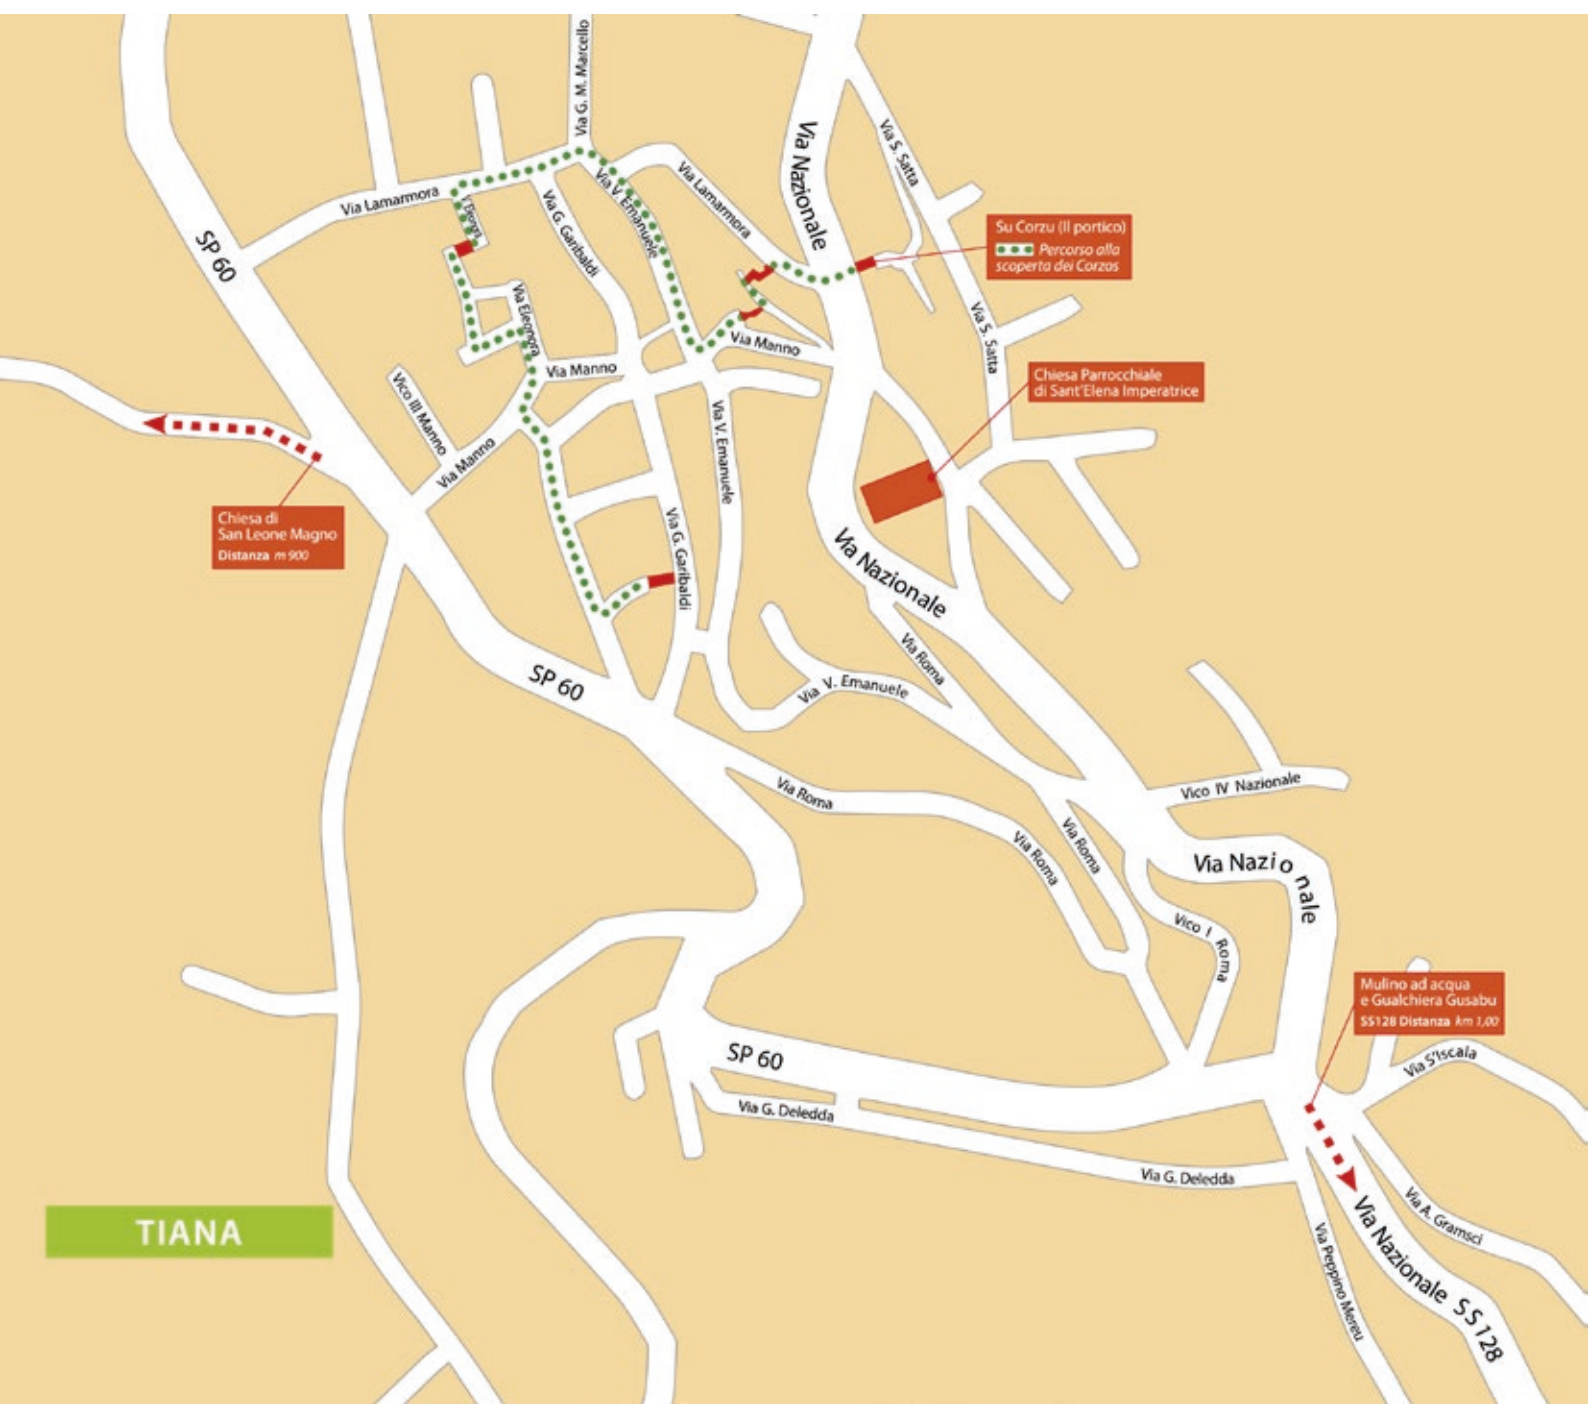 Via G. M. Marcello
Via Nazionale
Via S. Satta
Via Lamarmora
Via Lamarmora
Via V. Emanuele
Via G. Garibaldi
SP 60
Su Corzu (Il portico)
Percorso alla
scoperta dei Corzos
Via Eleonora
Via S. Satta
Via Manno
Via Manno
Chiesa Parrocchiale
di Sant'Elena Imperatrice
Vico III Manno
Via Manno
Via V. Emanuele
Chiesa di
San Leone Magno
Distanza m 900
Via G. Garibaldi
Via Nazionale
Via Roma
SP 60
Via V. Emanuele
Via Roma
Vico IV Nazionale
Via Roma
Via Roma
Via Nazionale
Vico I Roma
Mulino ad acqua
e Gualchiera Gusabu
SS128 Distanza km 1,00
SP 60
Via S'Iscala
Via G. Deledda
Via G. Deledda
Via A. Gramsci
TIANA
Via Peppino Mereu
Via Nazionale SS128